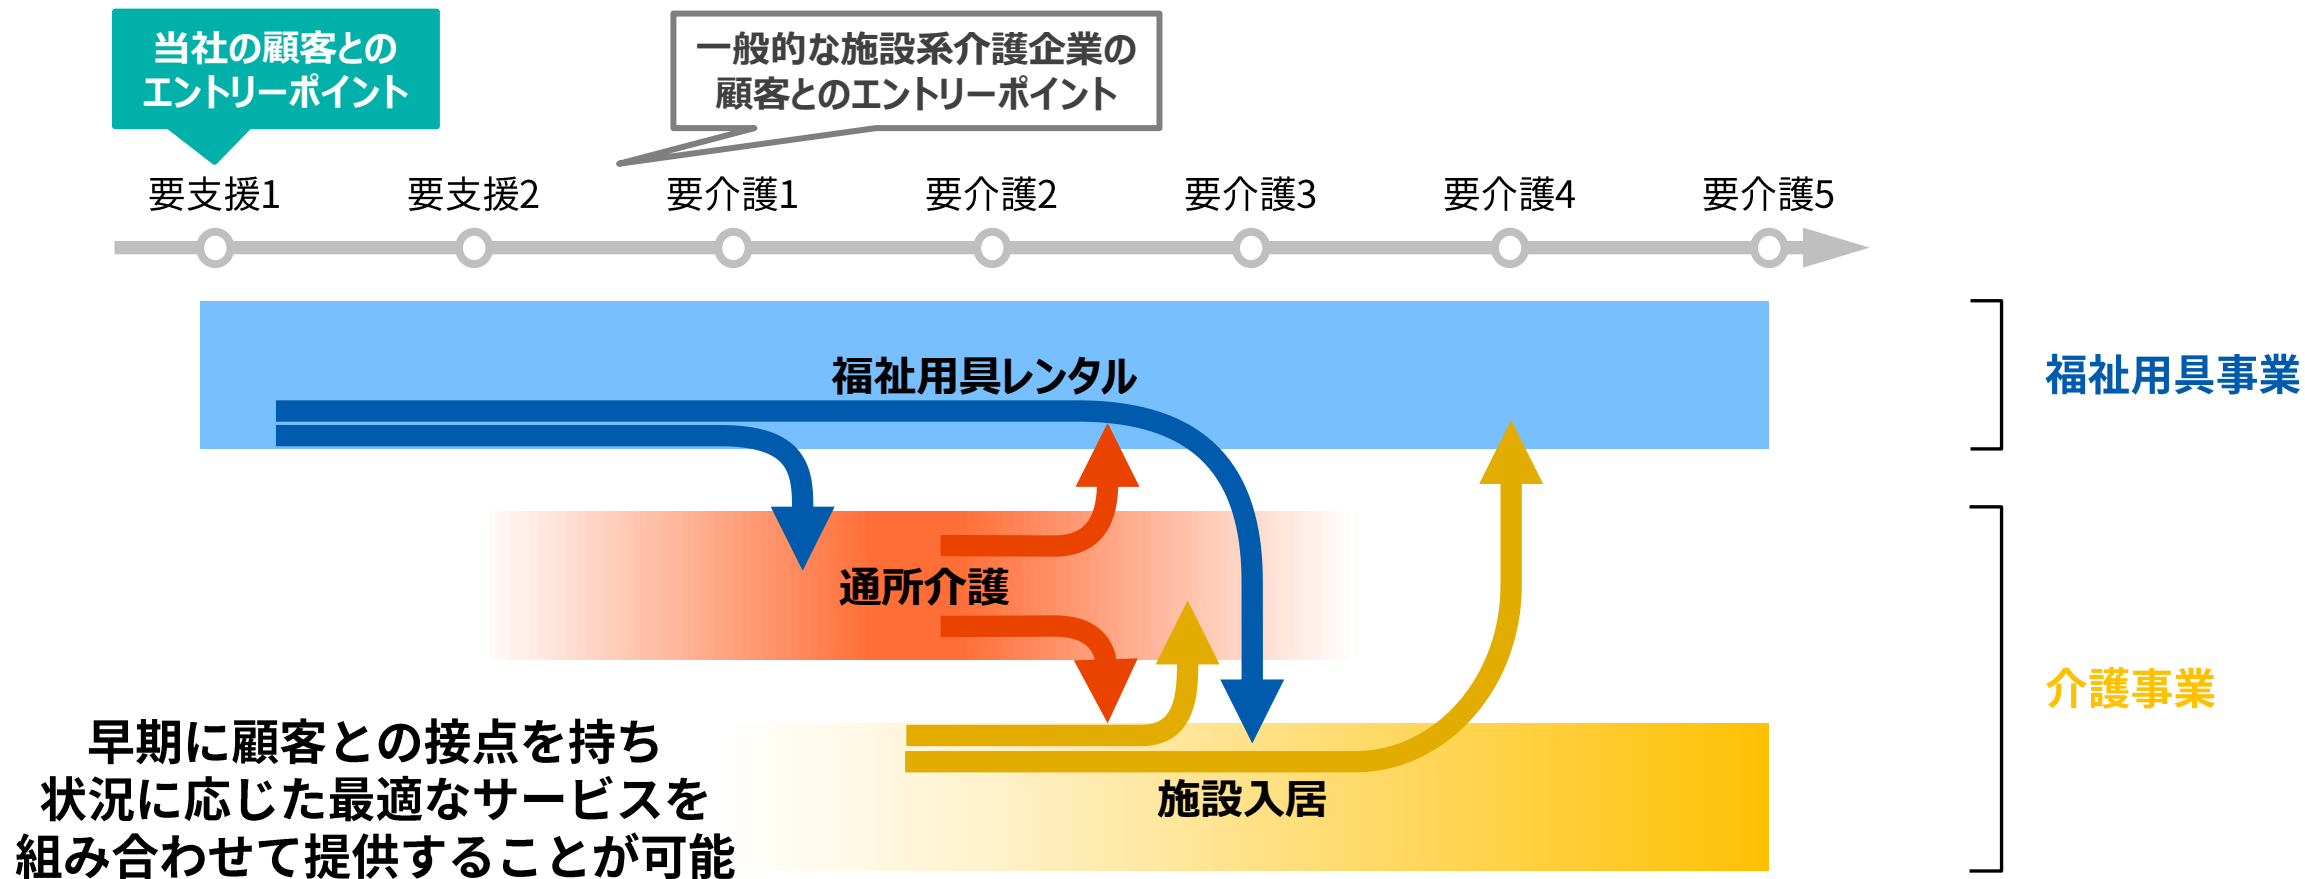 当社の顧客との
エントリーポイント
一般的な施設系介護企業の
顧客とのエントリーポイント
要支援1
要支援2
要介護1
要介護2
要介護3
要介護4
要介護5
福祉用具レンタル
福祉用具事業
通所介護
介護事業
施設入居
早期に顧客との接点を持ち
状況に応じた最適なサービスを
組み合わせて提供することが可能